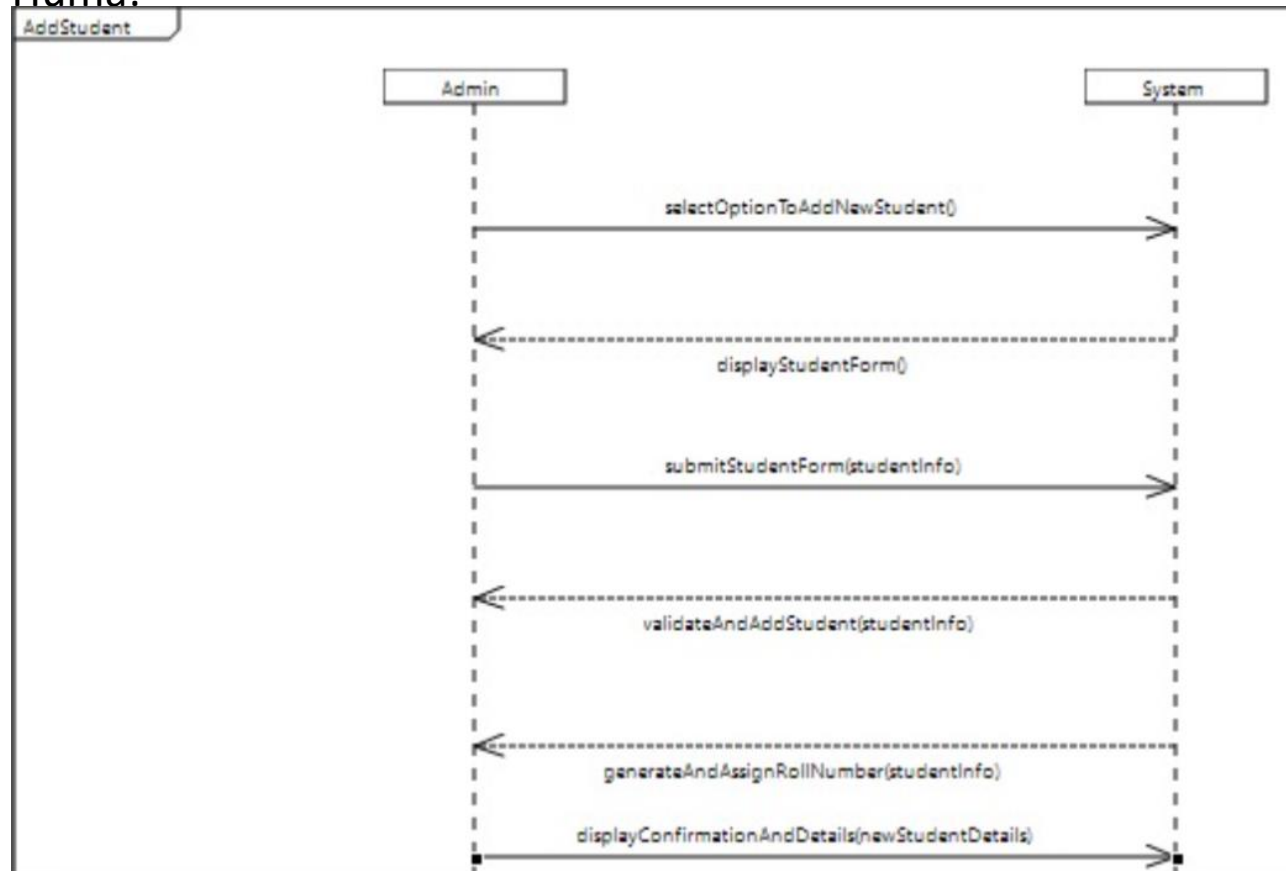 AddStudent
Admin
System
selectOptionToAddNewStudent()
displayStudentForm()
submitStudentForm(studentInfo)
validateAndAddStudent(studentInfo)
generateAndAssignRollNumber(studentInfo)
displayConfirmationAndDetails(newStudentDetails)